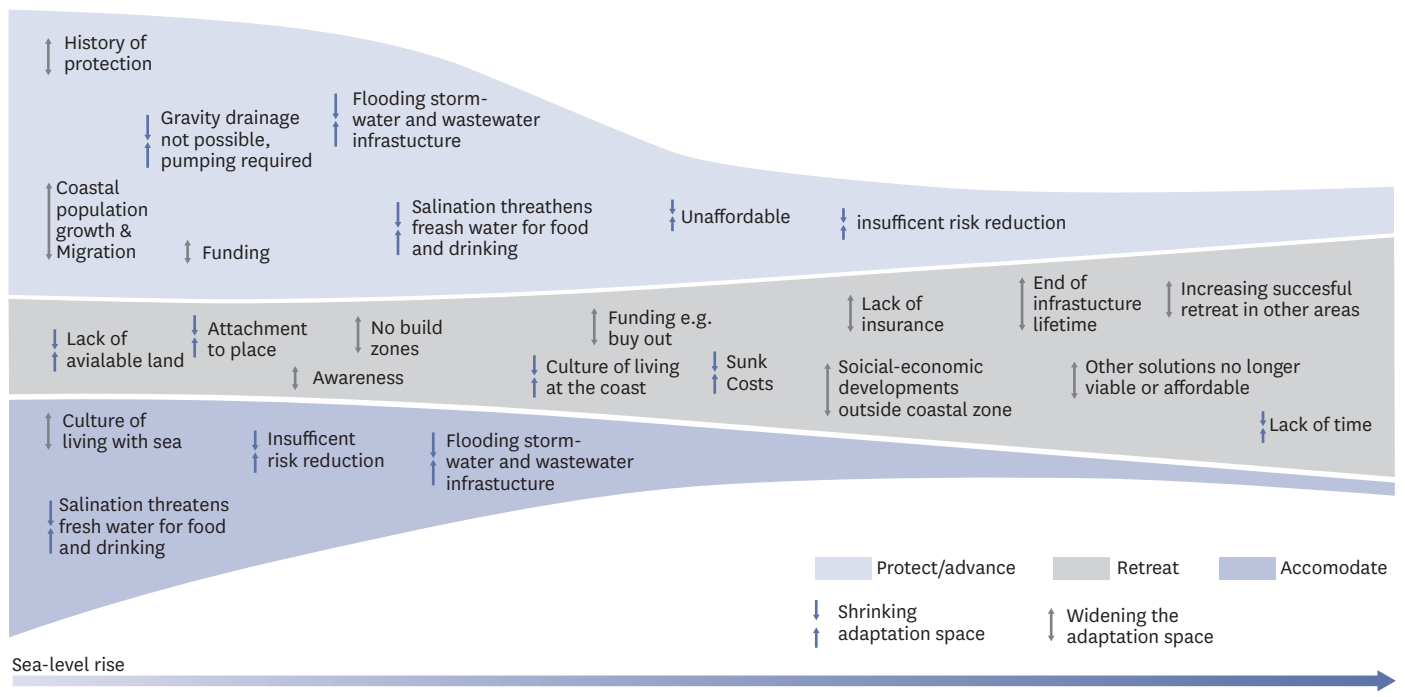 History of
protection
Gravity drainage
not possible,
pumping required
Flooding storm-
water and wastewater
infrastucture
Coastal
population
growth &
Migration
Funding
Salination threathens
freash water for food
and drinking
Unaffordable
insufficent risk reduction
Lack of
avialable land
Attachment
to place
No build
zones
Awareness
Funding e.g.
buy out
Culture of living
at the coast
Sunk
Costs
Lack of
insurance
Soicial-economic
developments
outside coastal zone
End of
infrastucture
lifetime
Increasing succesful
retreat in other areas
Other solutions no longer
viable or affordable
Lack of time
Culture of
living with sea
Insufficent
risk reduction
Flooding storm-
water and wastewater
infrastucture
Salination threatens
fresh water for food
and drinking
Protect/advance
Retreat
Accomodate
Shrinking
adaptation space
Widening the
adaptation space
Sea-level rise